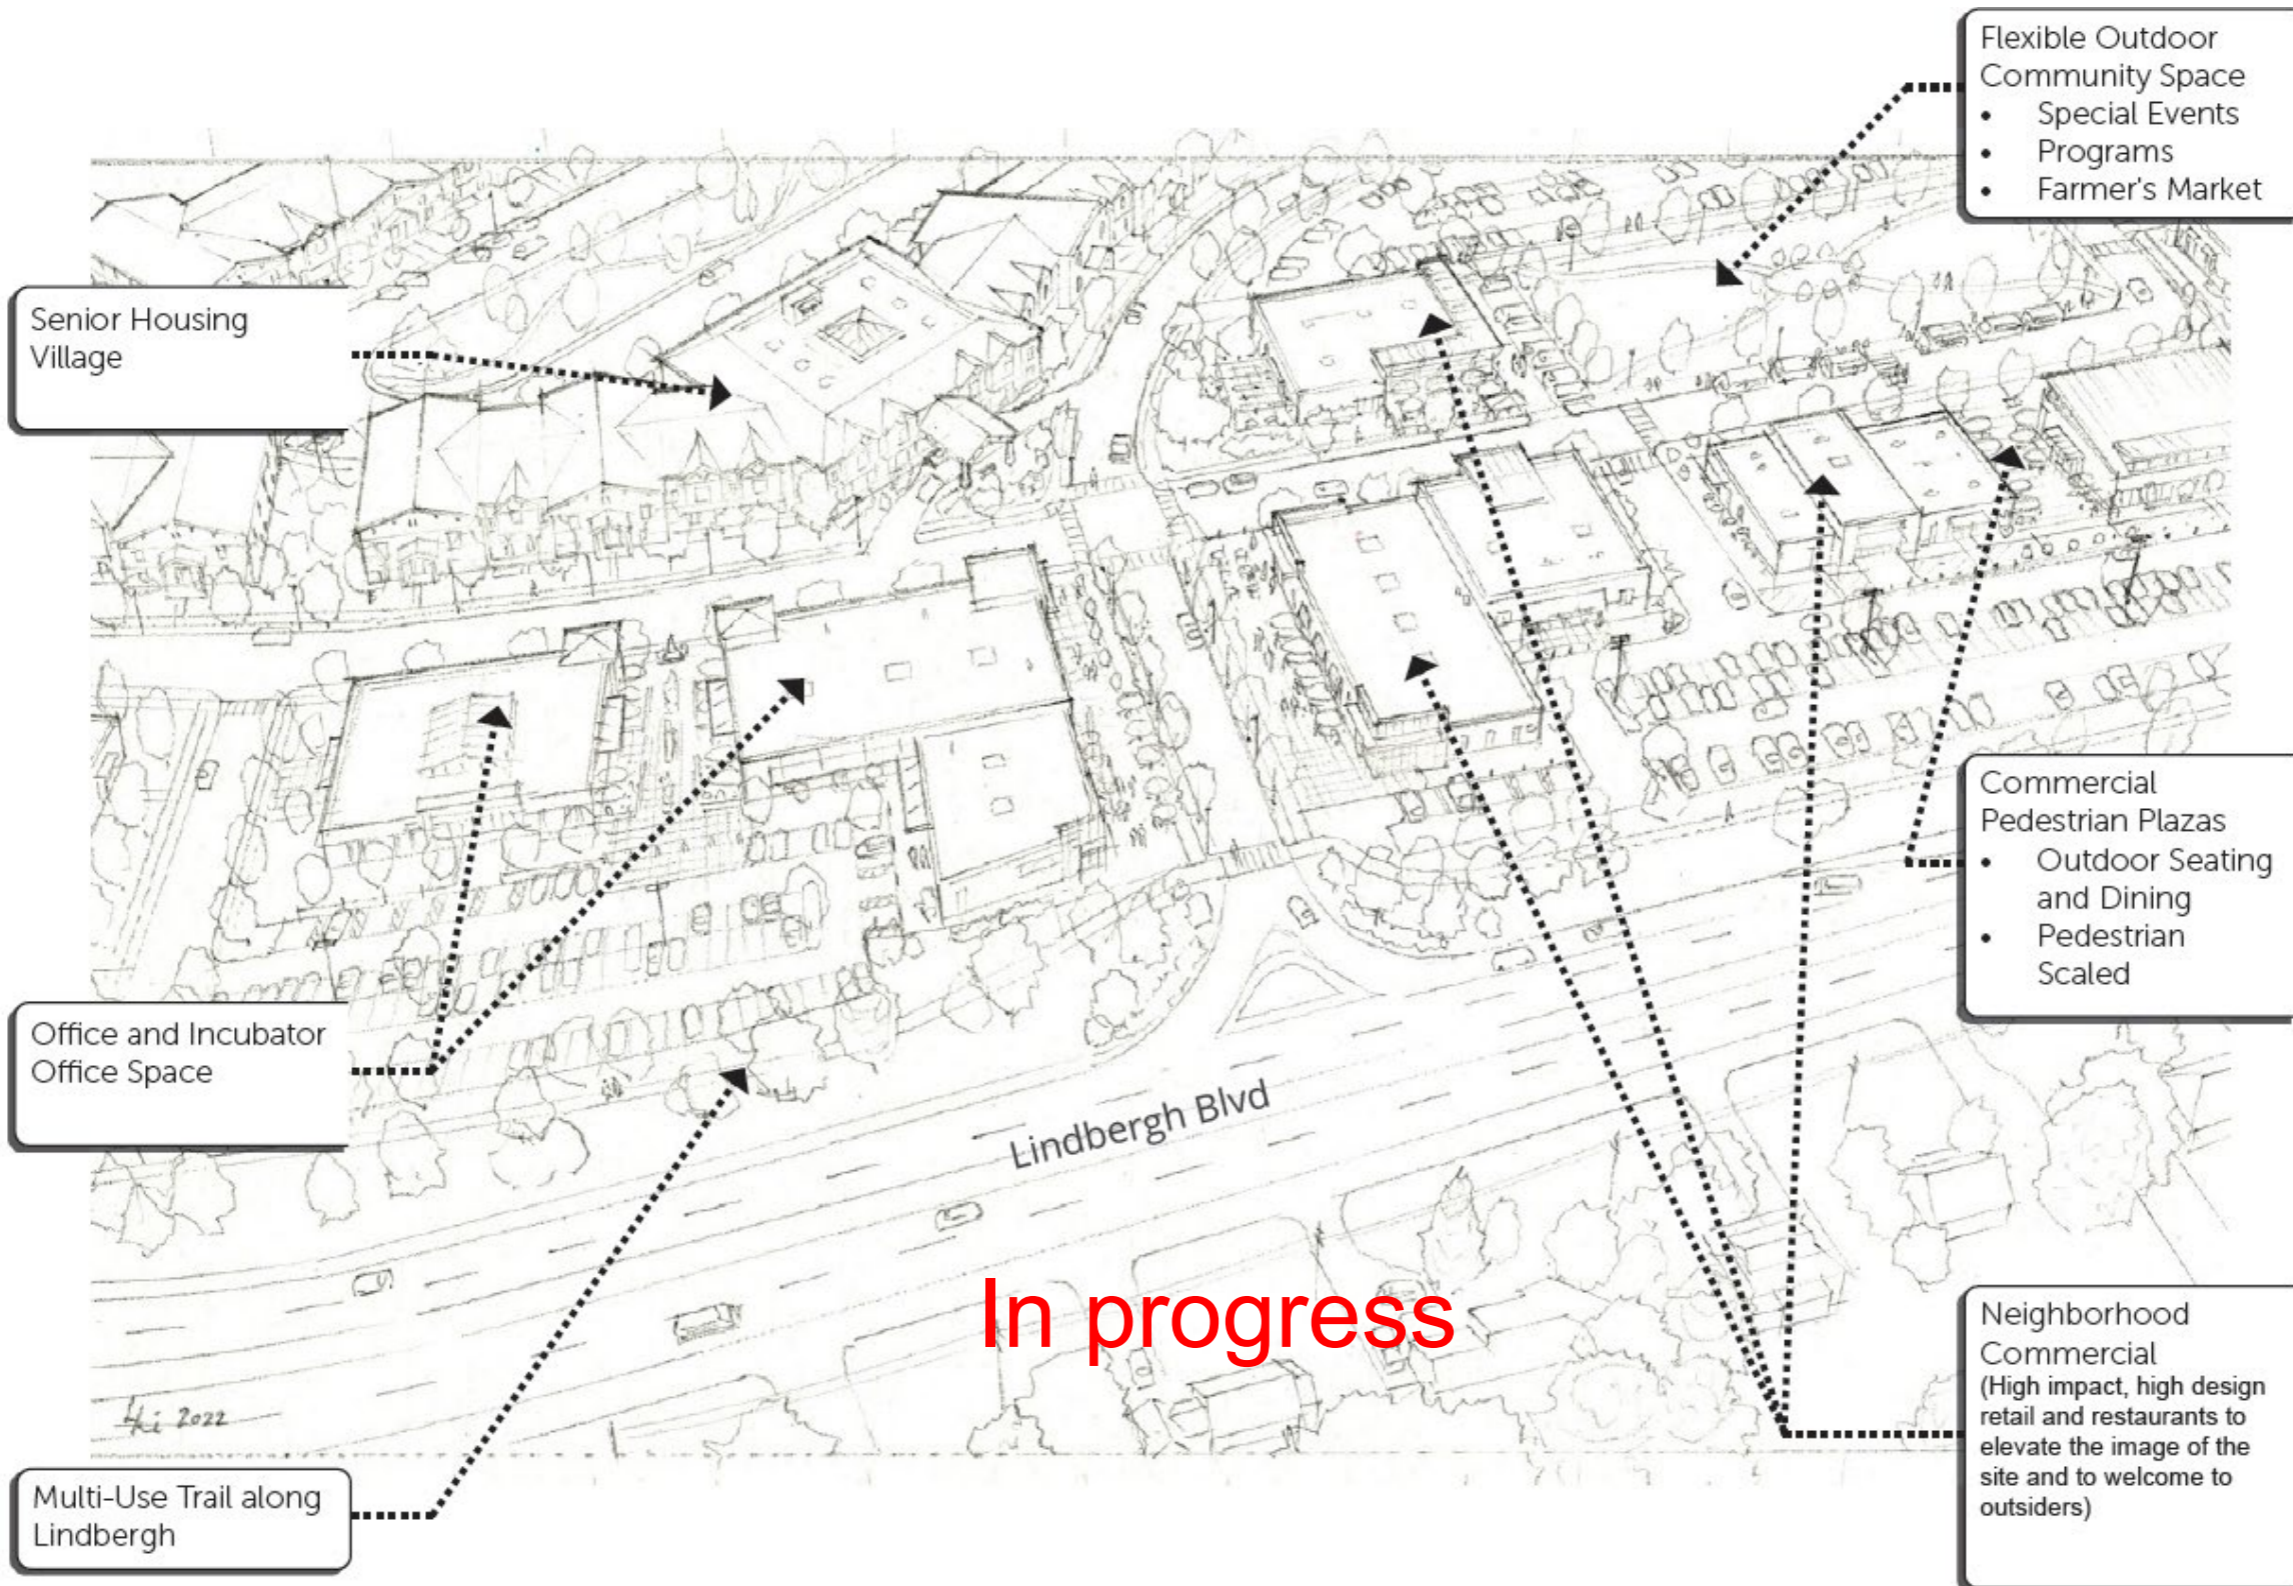 Flexible Outdoor
Community Space
• Special Events
• Programs
• Farmer's Market
Senior Housing
Village
Commercial
Pedestrian Plazas
• Outdoor Seating
and Dining
• Pedestrian
Scaled
Office and Incubator
Office Space
Lindbergh Blvd
In progress
Neighborhood
Commercial
(High impact, high design
retail and restaurants to
elevate the image of the
site and to welcome to
outsiders)
2022
Multi-Use Trail along
Lindbergh